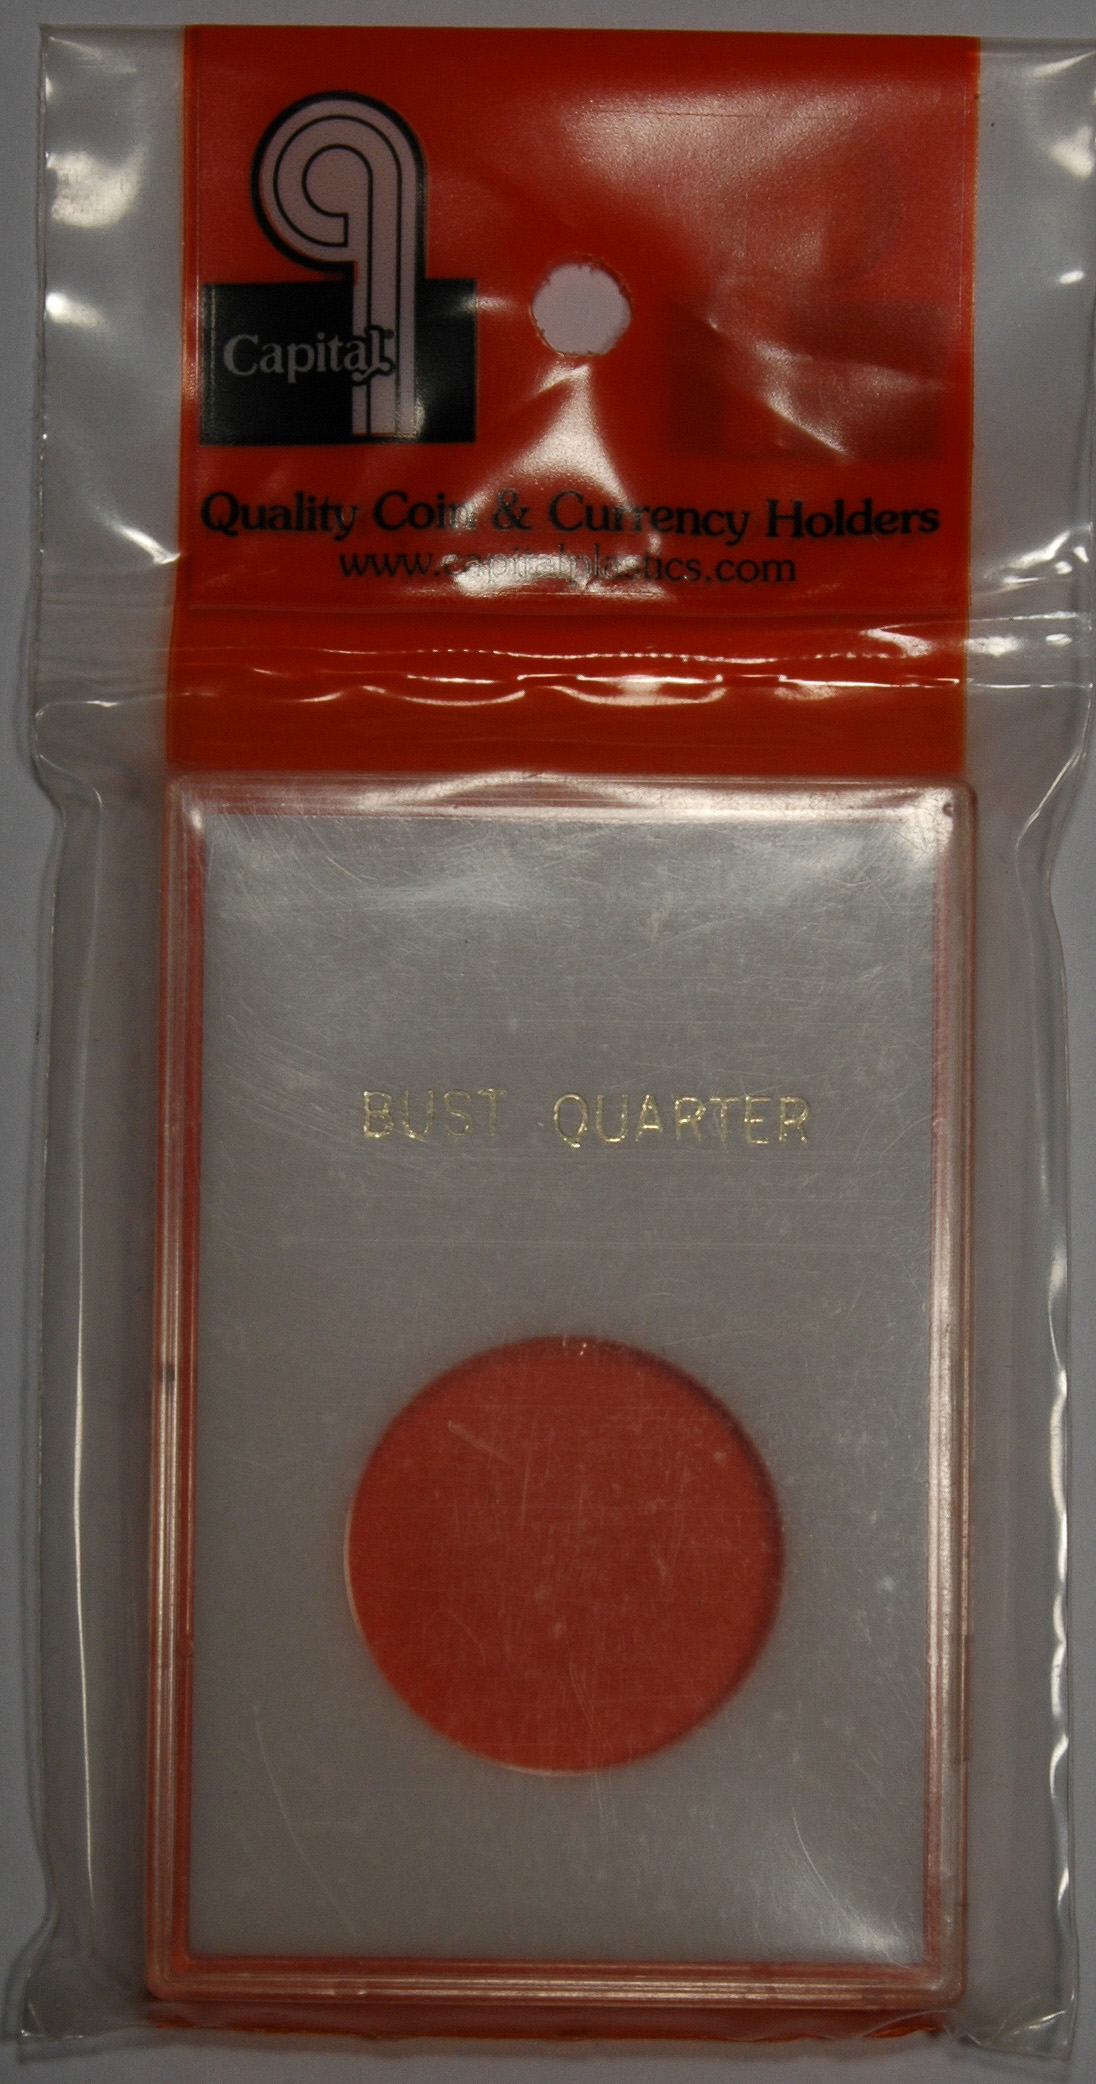 Capital
Quality Coin & Currency Holders
www.capitalplastics.com
BUST QUARTER